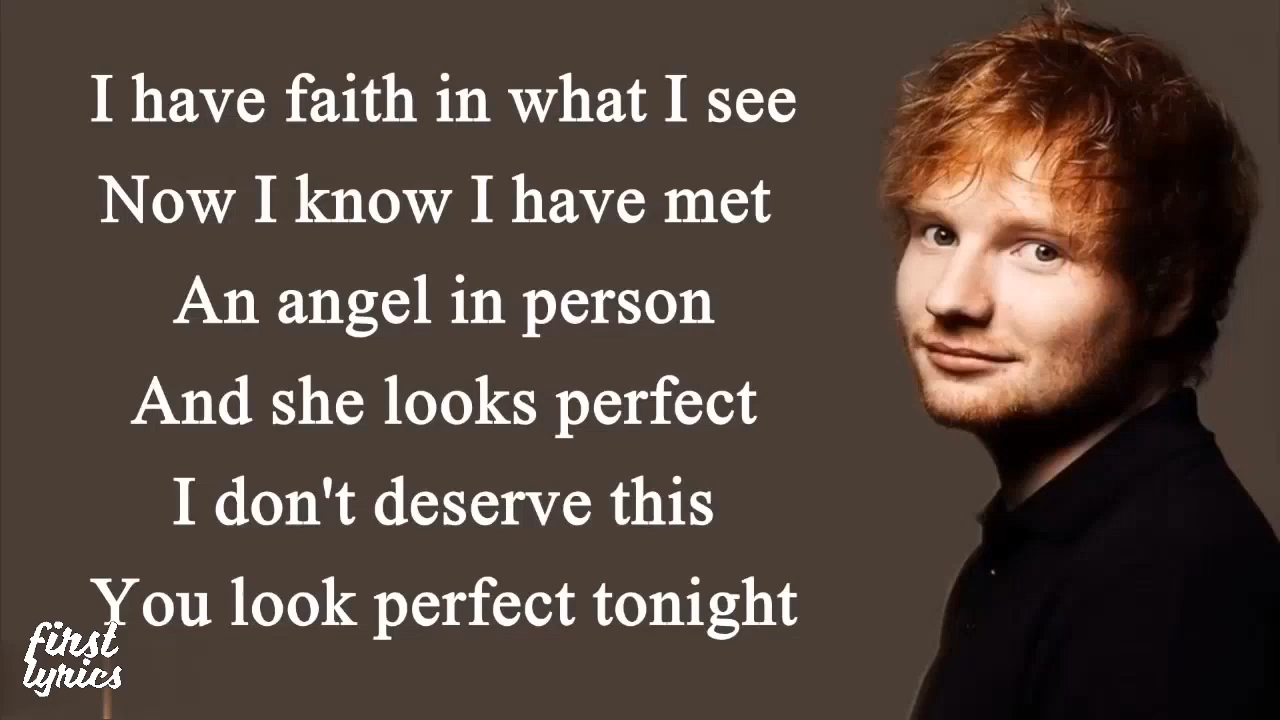 I have faith in what I see
Now I know I have met
An angel in person
And she looks perfect
I don't deserve this
You look perfect tonight
first
lyrics